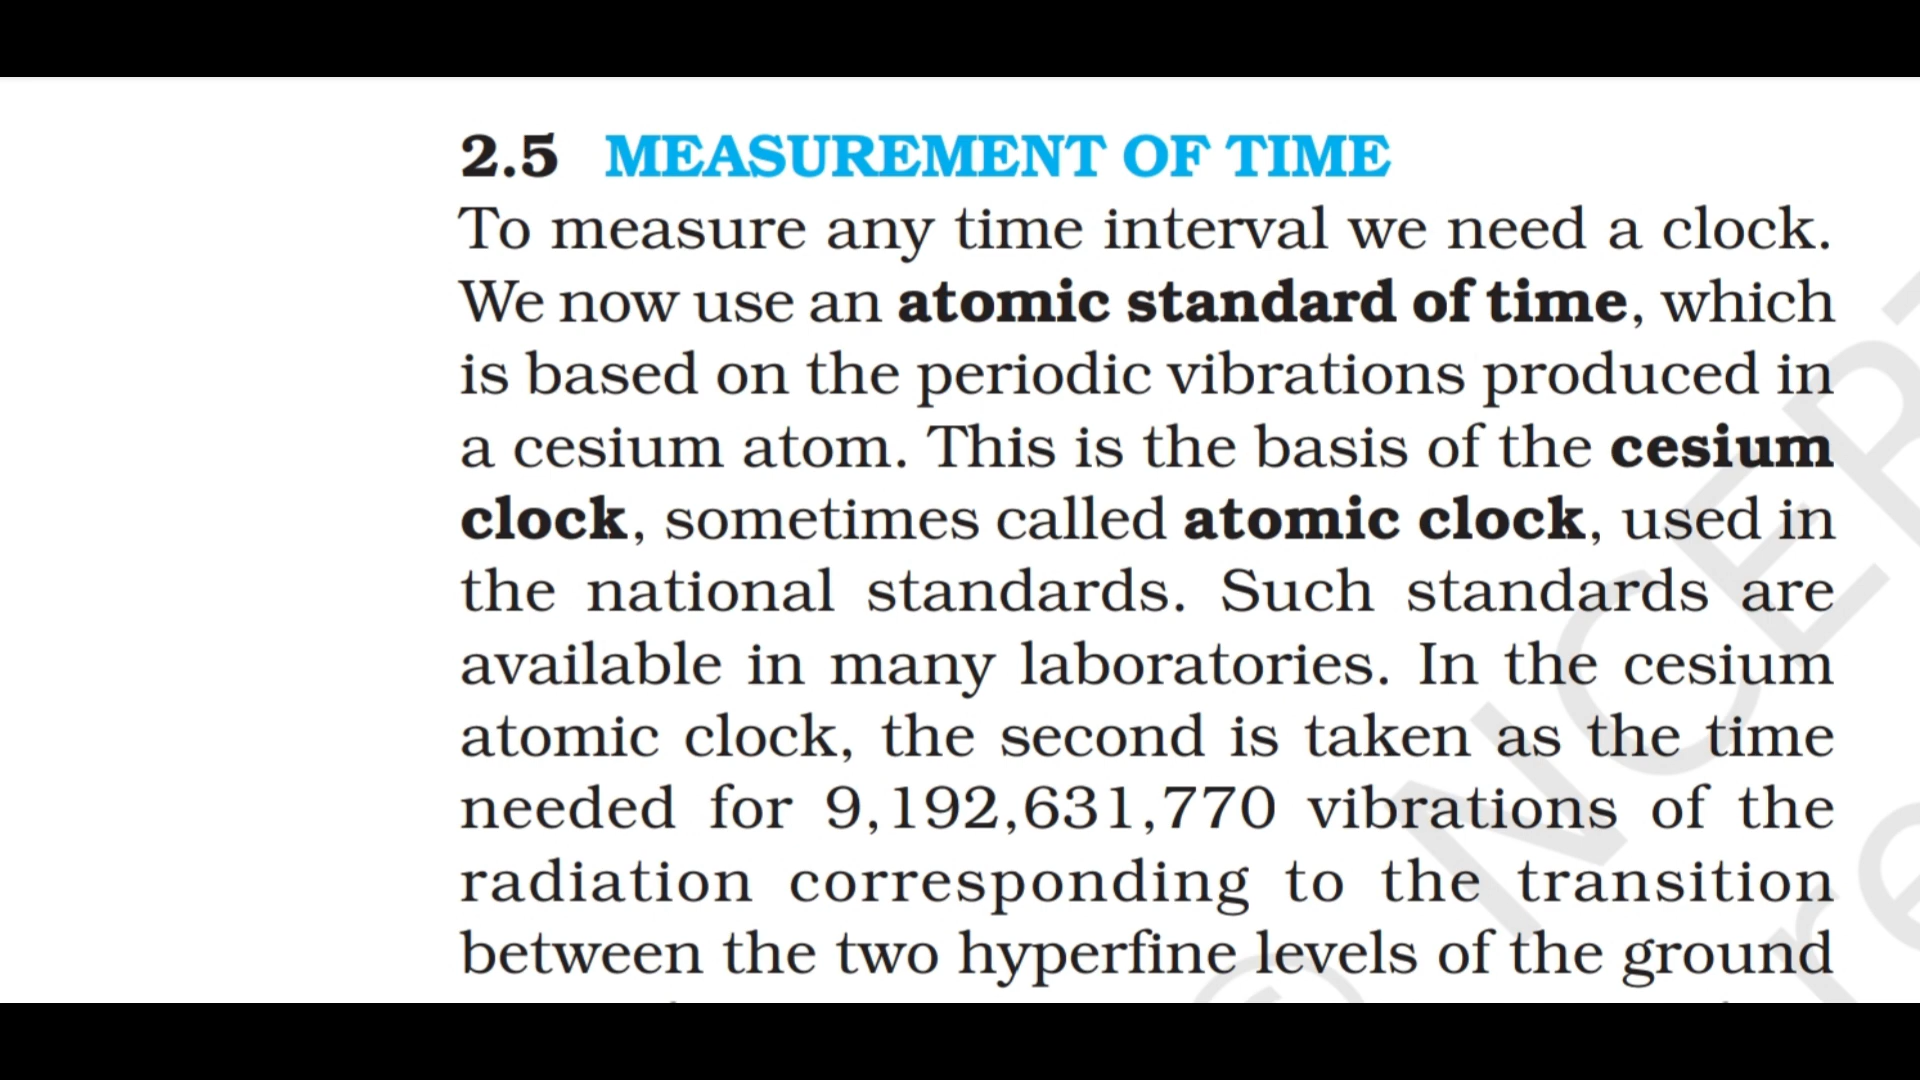 2.5 MEASUREMENT OF TIME
To measure any time interval we need a clock.
We now use an atomic standard of time, which
is based on the periodic vibrations produced in
a cesium atom. This is the basis of the cesium
clock, sometimes called atomic clock, used in
the national standards. Such standards are
available in many laboratories. In the cesium
atomic clock, the second is taken as the time
needed for 9,192,631,770 vibrations of the
radiation corresponding to the transition
between the two hyperfine levels of the ground
© NCERT
re